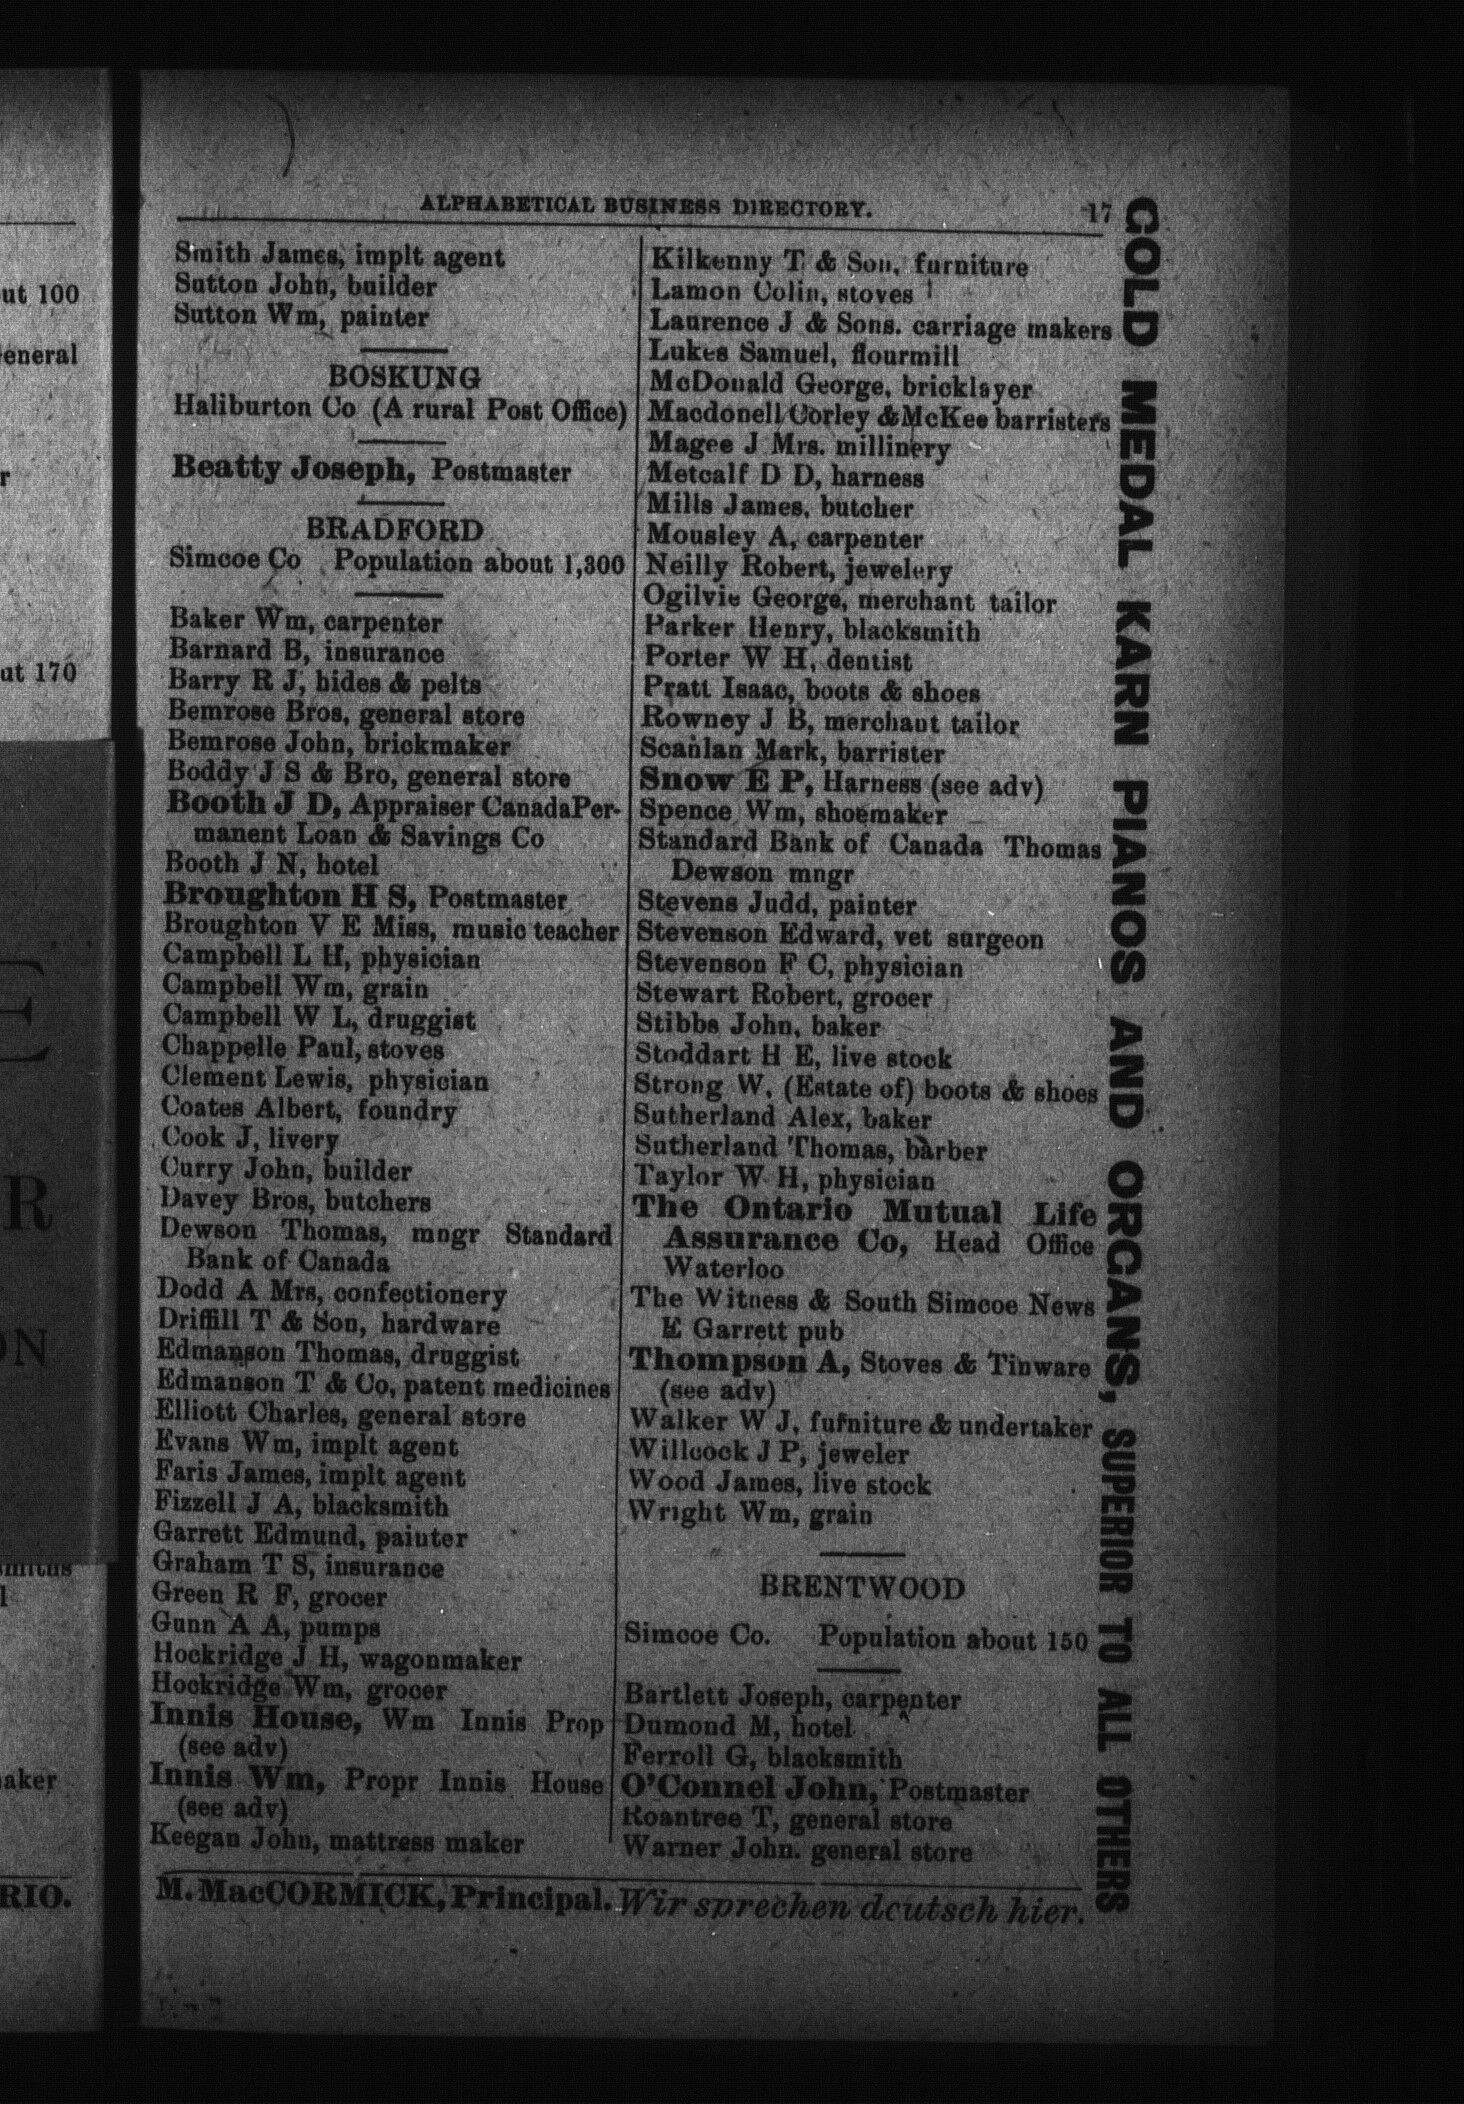 ALPHABETICAL BUSINESS DIRECTORY. 17
Smith James, implt agent
Sutton John, builder
Sutton Wm, painter
BOSKUNG
Haliburton Co (A rural Post Office)
Beatty Joseph, Postmaster
BRADFORD
Simcoe Co Population about 1,300
Baker Wm, carpenter
Barnard B, insurance
Barry R J, hides & pelts
Bemrose Bros, general store
Bemrose John, brickmaker
Boddy J S & Bro, general store
Booth J D, Appraiser CanadaPer-
manent Loan & Savings Co
Booth J N, hotel
Broughton H S, Postmaster
Broughton V E Miss, music teacher
Campbell L H, physician
Campbell Wm, grain
Campbell W L, druggist
Chappelle Paul, stoves
Clement Lewis, physician
Coates Albert, foundry
Cook J, livery
Curry John, builder
Davey Bros, butchers
Dewson Thomas, mngr Standard
Bank of Canada
Dodd A Mrs, confectionery
Driffill T & Son, hardware
Edmanson Thomas, druggist
Edmanson T & Co, patent medicines
Elliott Charles, general store
Evans Wm, implt agent
Faris James, implt agent
Fizzell J A, blacksmith
Garrett Edmund, painter
Graham T S, insurance
Green R F, grocer
Gunn A A, pumps
Hockridge J H, wagonmaker
Hockridge Wm, grocer
Innis House, Wm Innis Prop
(see adv)
Innis Wm, Propr Innis House
(see adv)
Keegan John, mattress maker
Kilkenny T & Son, furniture
Lamon Colin, stoves
Laurence J & Sons. carriage makers
Lukes Samuel, flourmill
McDonald George, bricklayer
Macdonell Corley & McKee barristers
Magee J Mrs. millinery
Metcalf D D, harness
Mills James, butcher
Mousley A, carpenter
Neilly Robert, jewelery
Ogilvie George, merchant tailor
Parker Henry, blacksmith
Porter W H, dentist
Pratt Isaac, boots & shoes
Rowney J B, merchant tailor
Scanlan Mark, barrister
Snow E P, Harness (see adv)
Spence Wm, shoemaker
Standard Bank of Canada Thomas
Dewson mngr
Stevens Judd, painter
Stevenson Edward, vet surgeon
Stevenson F C, physician
Stewart Robert, grocer
Stibbs John, baker
Stoddart H E, live stock
Strong W, (Estate of) boots & shoes
Sutherland Alex, baker
Sutherland Thomas, barber
Taylor W H, physician
The Ontario Mutual Life
Assurance Co, Head Office
Waterloo
The Witness & South Simcoe News
E Garrett pub
Thompson A, Stoves & Tinware
(see adv)
Walker W J, furniture & undertaker
Willcock J P, jeweler
Wood James, live stock
Wright Wm, grain
BRENTWOOD
Simcoe Co. Population about 150
Bartlett Joseph, carpenter
Dumond M, hotel
Ferroll G, blacksmith
O'Connel John, Postmaster
Roantree T, general store
Warner John. general store
M. MacCORMICK, Principal. Wir sprechen deutsch hier.
GOLD MEDAL KARN PIANOS AND ORGANS, SUPERIOR TO ALL OTHERS